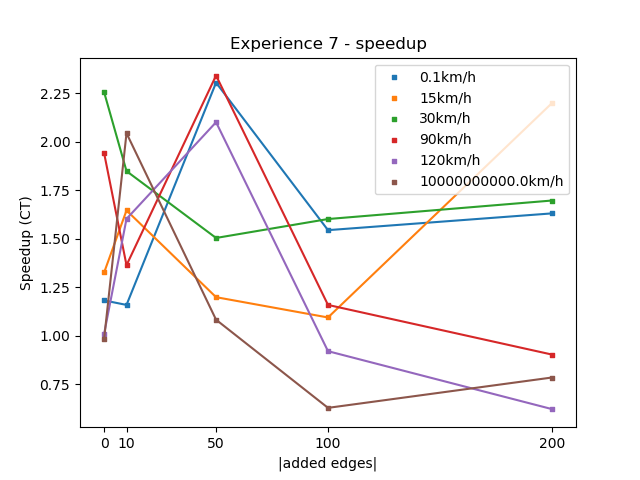 Experience 7 - speedup
Speedup (CT)
2.25
2.00
1.75
1.50
1.25
1.00
0.75
0.1km/h
15km/h
30km/h
90km/h
120km/h
10000000000.0km/h
0 10 50 100 200
|added edges|